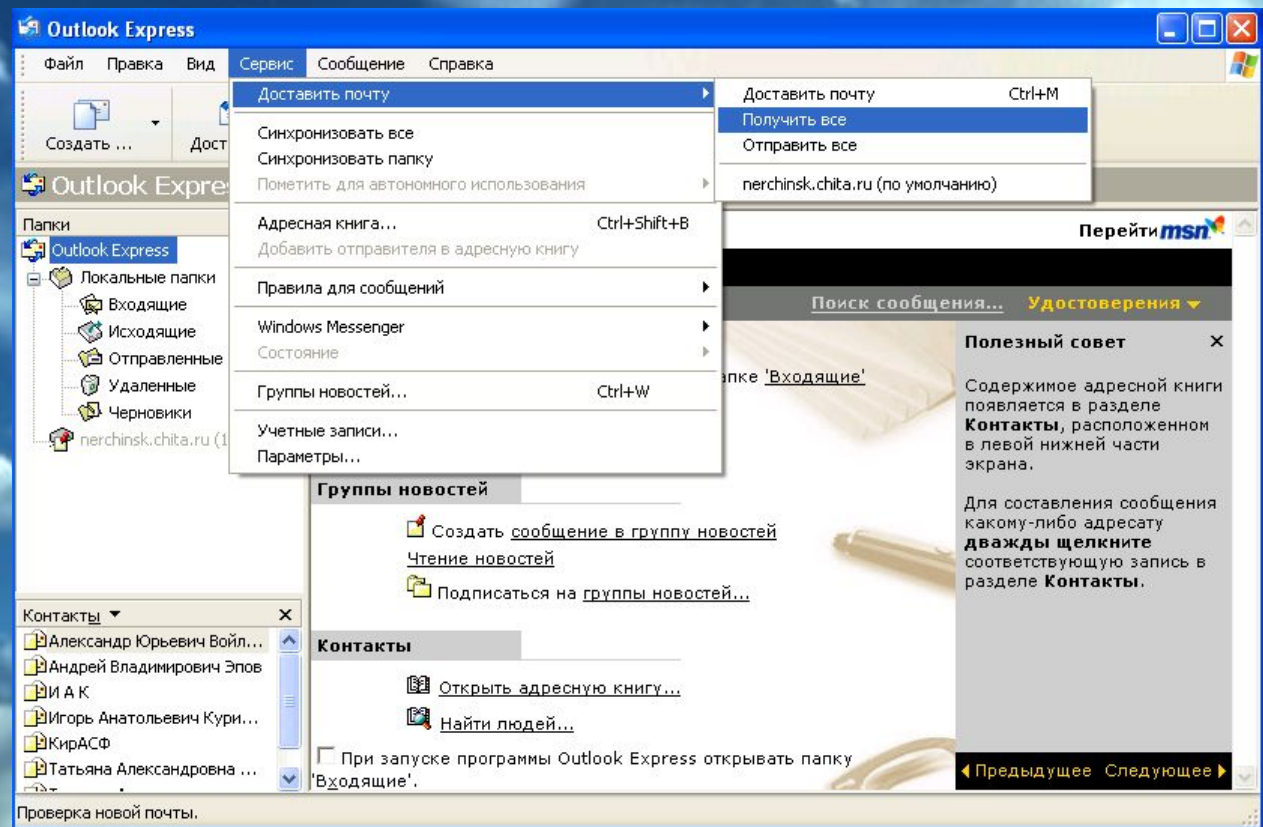 Outlook Express
Файл Правка Вид Сервис Сообщение Справка
Создать ... Дост
Доставить почту
Синхронизовать все
Синхронизовать папку
Пометить для автономного использования
Адресная книга... Ctrl+Shift+B
Добавить отправителя в адресную книгу
Правила для сообщений
Windows Messenger
Состояние
Группы новостей... Ctrl+W
Учетные записи...
Параметры...
Доставить почту Ctrl+M
Получить все
Отправить все
nerchinsk.chita.ru (по умолчанию)
Outlook Expre
Папки
Outlook Express
Локальные папки
Входящие
Исходящие
Отправленные
Удаленные
Черновики
nerchinsk.chita.ru (1
Контакты
Александр Юрьевич Войл...
Андрей Владимирович Эпов
И А К
Игорь Анатольевич Кури...
КирАСФ
Татьяна Александровна ...
Перейти msn
Поиск сообщения... Удостоверения
апке 'Входящие'
Группы новостей
Создать сообщение в группу новостей
Чтение новостей
Подписаться на группы новостей...
Контакты
Открыть адресную книгу...
Найти людей...
При запуске программы Outlook Express открывать папку
'Входящие'.
Полезный совет
Содержимое адресной книги
появляется в разделе
Контакты, расположенном
в левой нижней части
экрана.
Для составления сообщения
какому-либо адресату
дважды щелкните
соответствующую запись в
разделе Контакты.
Предыдущее Следующее
Проверка новой почты.